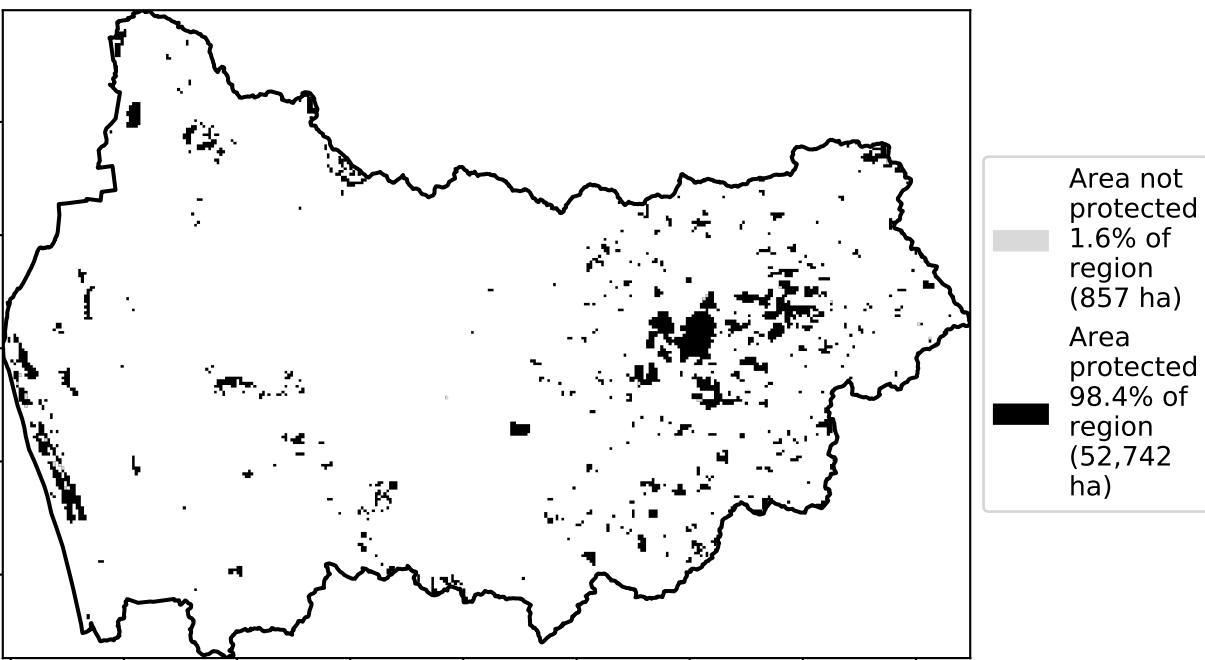 Area not
protected
1.6% of
region
(857 ha)
Area
protected
98.4% of
region
(52,742
ha)